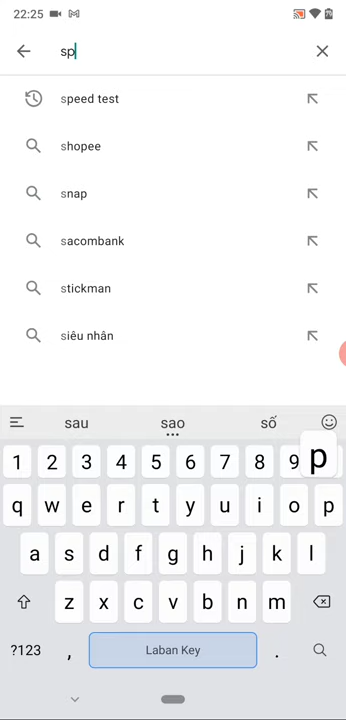 22:25
sp
speed test
shopee
snap
sacombank
stickman
siêu nhân
sau sao số
1 2 3 4 5 6 7 8 9 p
q w e r t y u i o p
a s d f g h j k l
z x c v b n m
?123 , Laban Key .